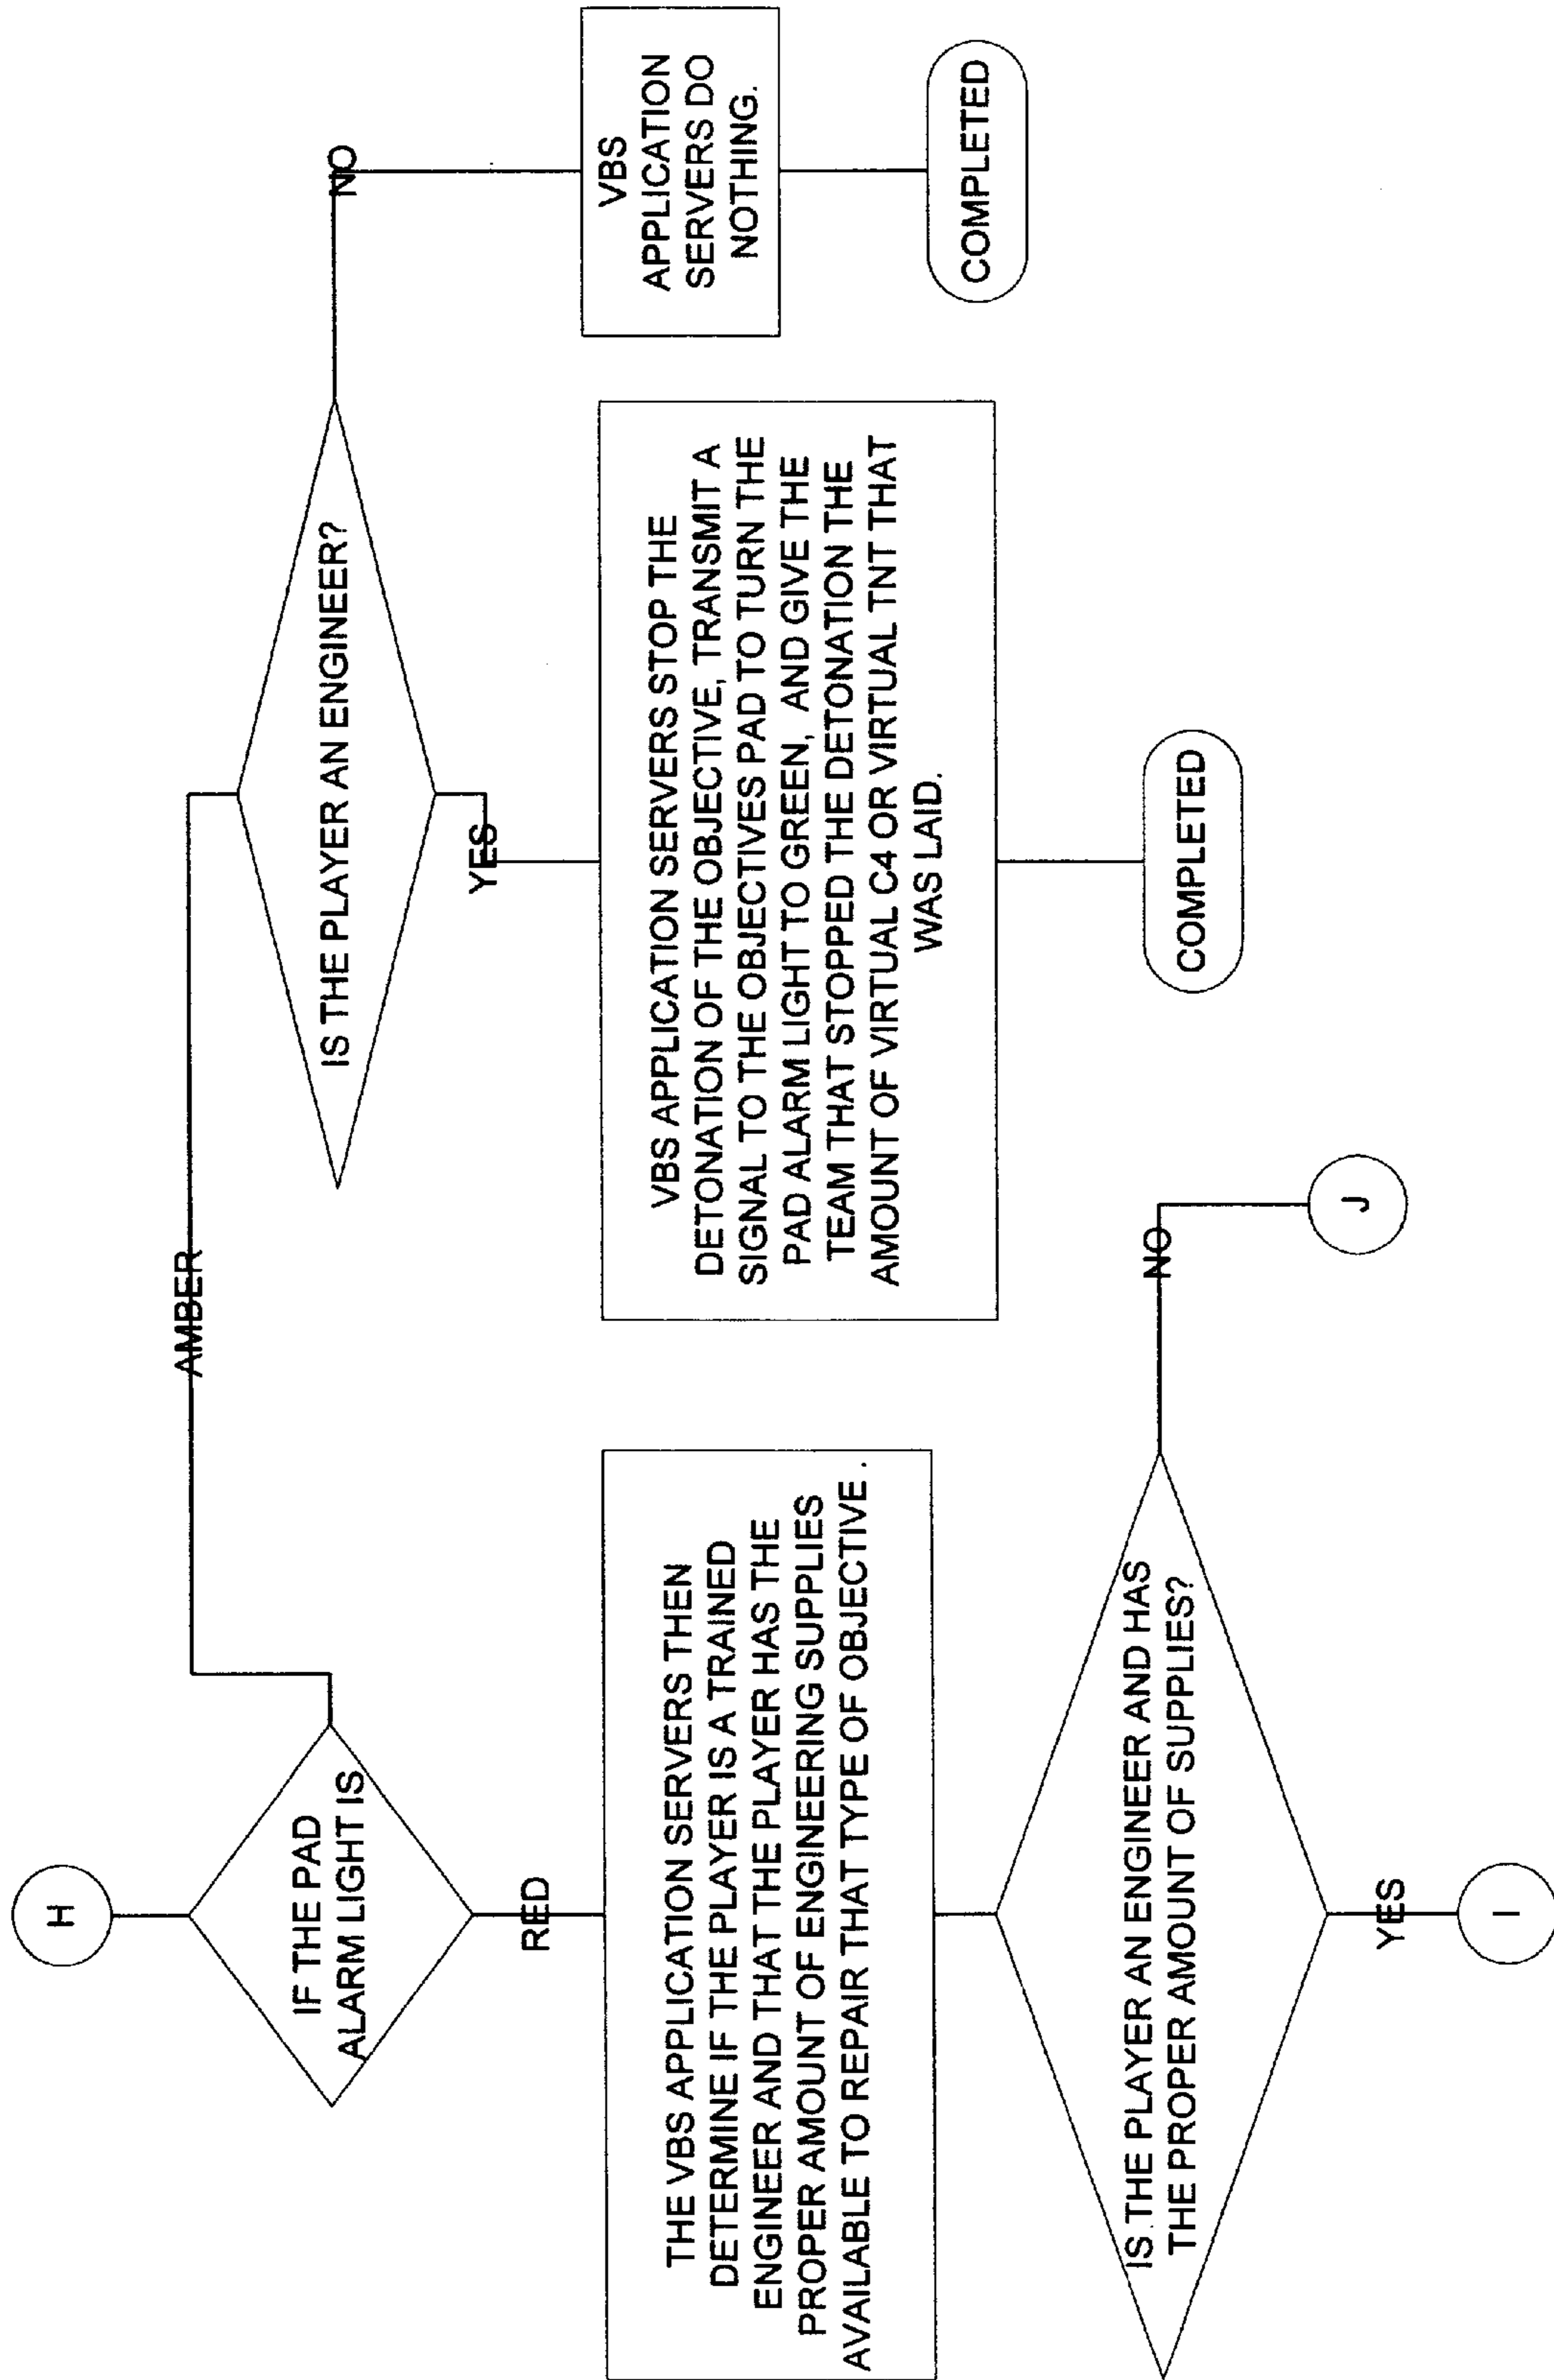 H
IF THE PAD
ALARM LIGHT IS
AMBER
RED
IS THE PLAYER AN ENGINEER?
NO
YES
THE VBS APPLICATION SERVERS THEN
DETERMINE IF THE PLAYER IS A TRAINED
ENGINEER AND THAT THE PLAYER HAS THE
PROPER AMOUNT OF ENGINEERING SUPPLIES
AVAILABLE TO REPAIR THAT TYPE OF OBJECTIVE.
VBS APPLICATION SERVERS STOP THE
DETONATION OF THE OBJECTIVE, TRANSMIT A
SIGNAL TO THE OBJECTIVES PAD TO TURN THE
PAD ALARM LIGHT TO GREEN, AND GIVE THE
TEAM THAT STOPPED THE DETONATION THE
AMOUNT OF VIRTUAL C4 OR VIRTUAL TNT THAT
WAS LAID.
VBS
APPLICATION
SERVERS DO
NOTHING.
COMPLETED
COMPLETED
IS THE PLAYER AN ENGINEER AND HAS
THE PROPER AMOUNT OF SUPPLIES?
NO
J
YES
I